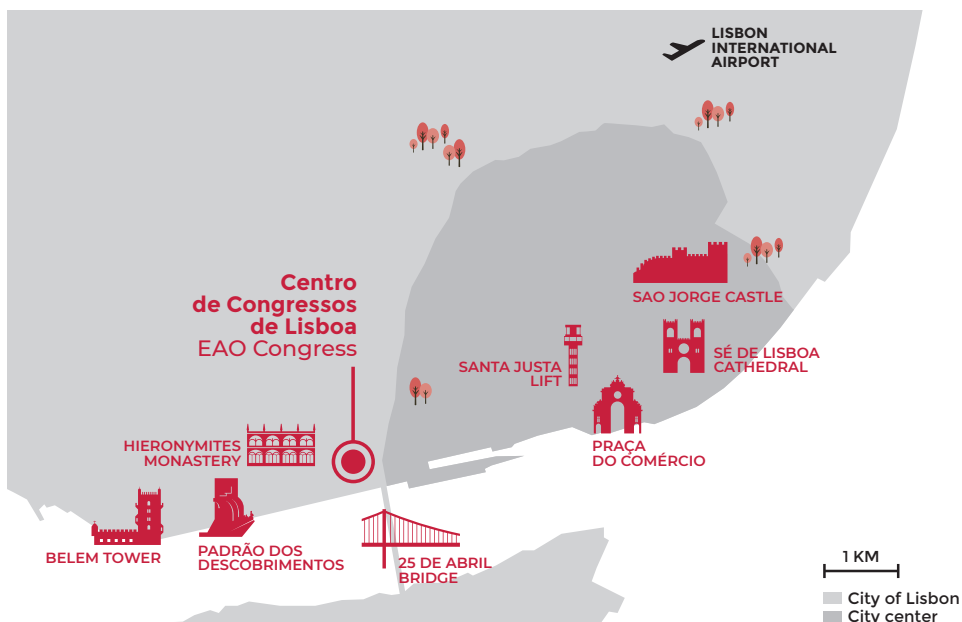 LISBON
INTERNATIONAL
AIRPORT
SAO JORGE CASTLE
Centro
de Congressos
de Lisboa
EAO Congress
SANTA JUSTA
LIFT
SÉ DE LISBOA
CATHEDRAL
HIERONYMITES
MONASTERY
PRAÇA
DO COMÉRCIO
BELEM TOWER
PADRÃO DOS
DESCOBRIMENTOS
25 DE ABRIL
BRIDGE
1 KM
City of Lisbon
City center